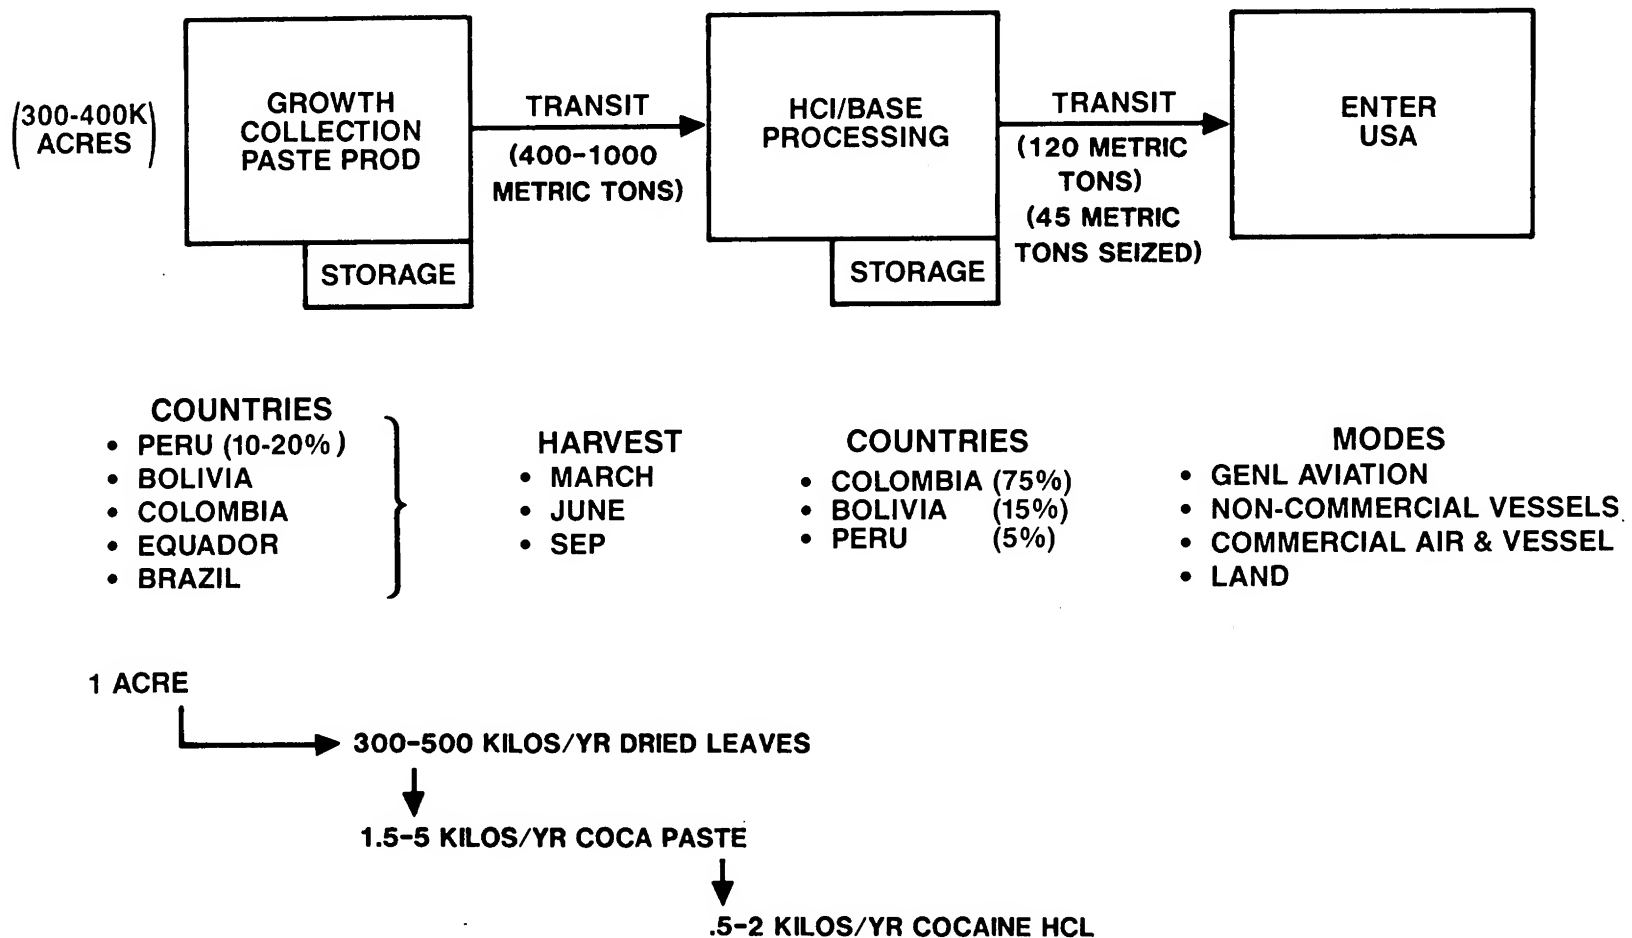 (300-400K
ACRES)
GROWTH
COLLECTION
PASTE PROD
STORAGE
TRANSIT
(400-1000
METRIC TONS)
HCl/BASE
PROCESSING
STORAGE
TRANSIT
(120 METRIC
TONS)
(45 METRIC
TONS SEIZED)
ENTER
USA
COUNTRIES
• PERU (10-20%)
• BOLIVIA
• COLOMBIA
• EQUADOR
• BRAZIL
HARVEST
• MARCH
• JUNE
• SEP
COUNTRIES
• COLOMBIA (75%)
• BOLIVIA (15%)
• PERU (5%)
MODES
• GENL AVIATION
• NON-COMMERCIAL VESSELS
• COMMERCIAL AIR & VESSEL
• LAND
1 ACRE
300-500 KILOS/YR DRIED LEAVES
1.5-5 KILOS/YR COCA PASTE
.5-2 KILOS/YR COCAINE HCL